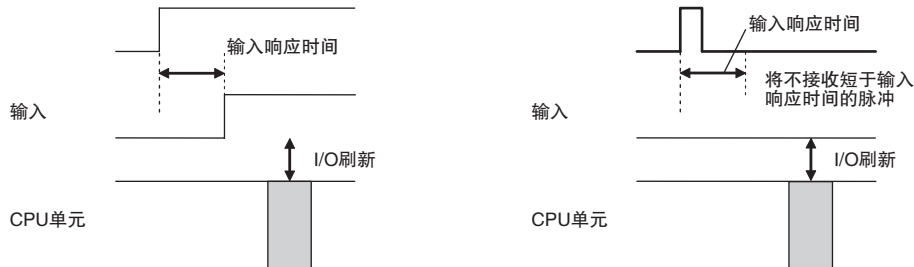 输入响应时间
输入
I/O刷新
CPU单元
输入响应时间
将不接收短于输入
响应时间的脉冲
输入
I/O刷新
CPU单元